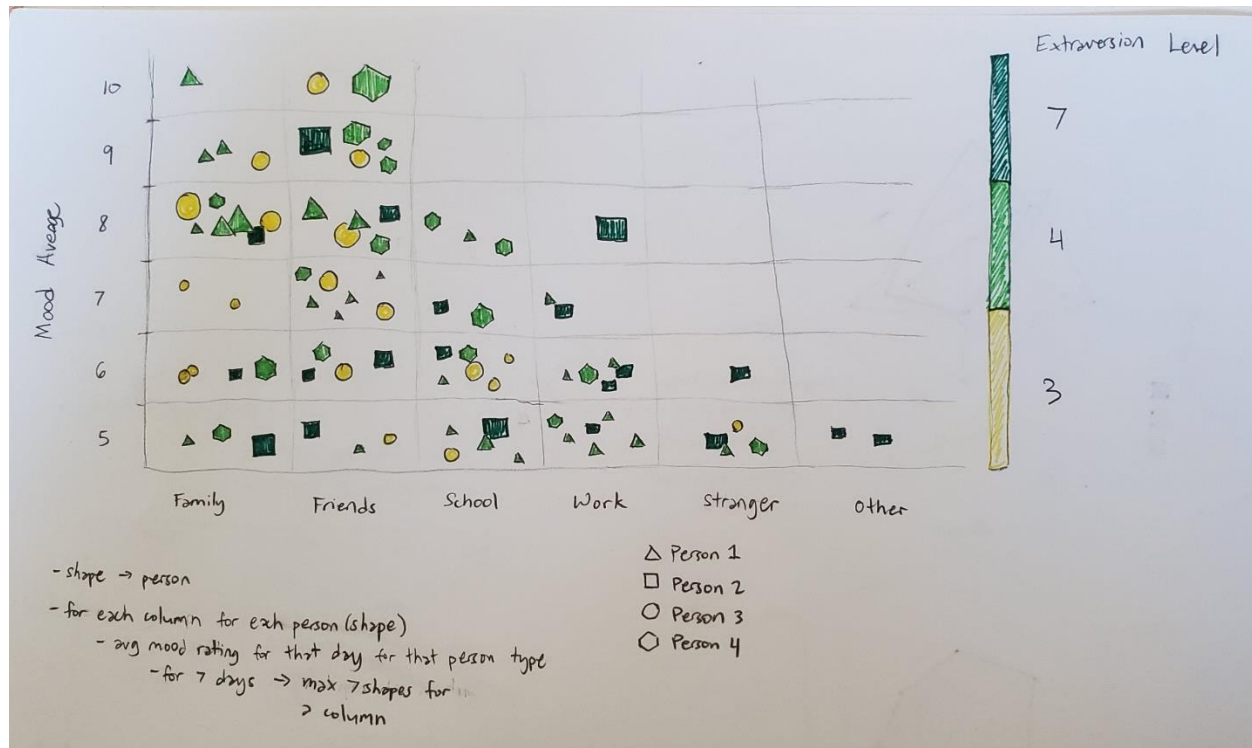 Extraversion Level
7
4
3
Mood Average
10
9
8
7
6
5
Family Friends School Work Stranger Other
△ Person 1
□ Person 2
○ Person 3
⬡ Person 4
- shape → person
- for each column for each person (shape)
- avg mood rating for that day for that person type
- for 7 days → max 7 shapes for
a column